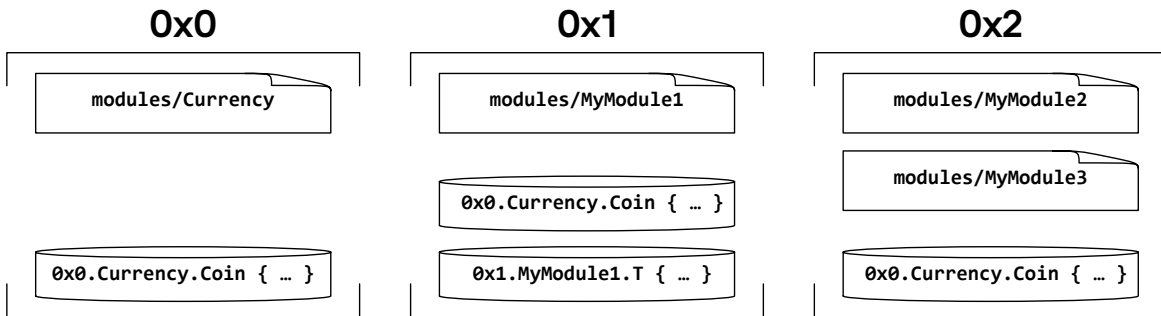 0x0
modules/Currency
0x0.Currency.Coin { … }
0x1
modules/MyModule1
0x0.Currency.Coin { … }
0x1.MyModule1.T { … }
0x2
modules/MyModule2
modules/MyModule3
0x0.Currency.Coin { … }